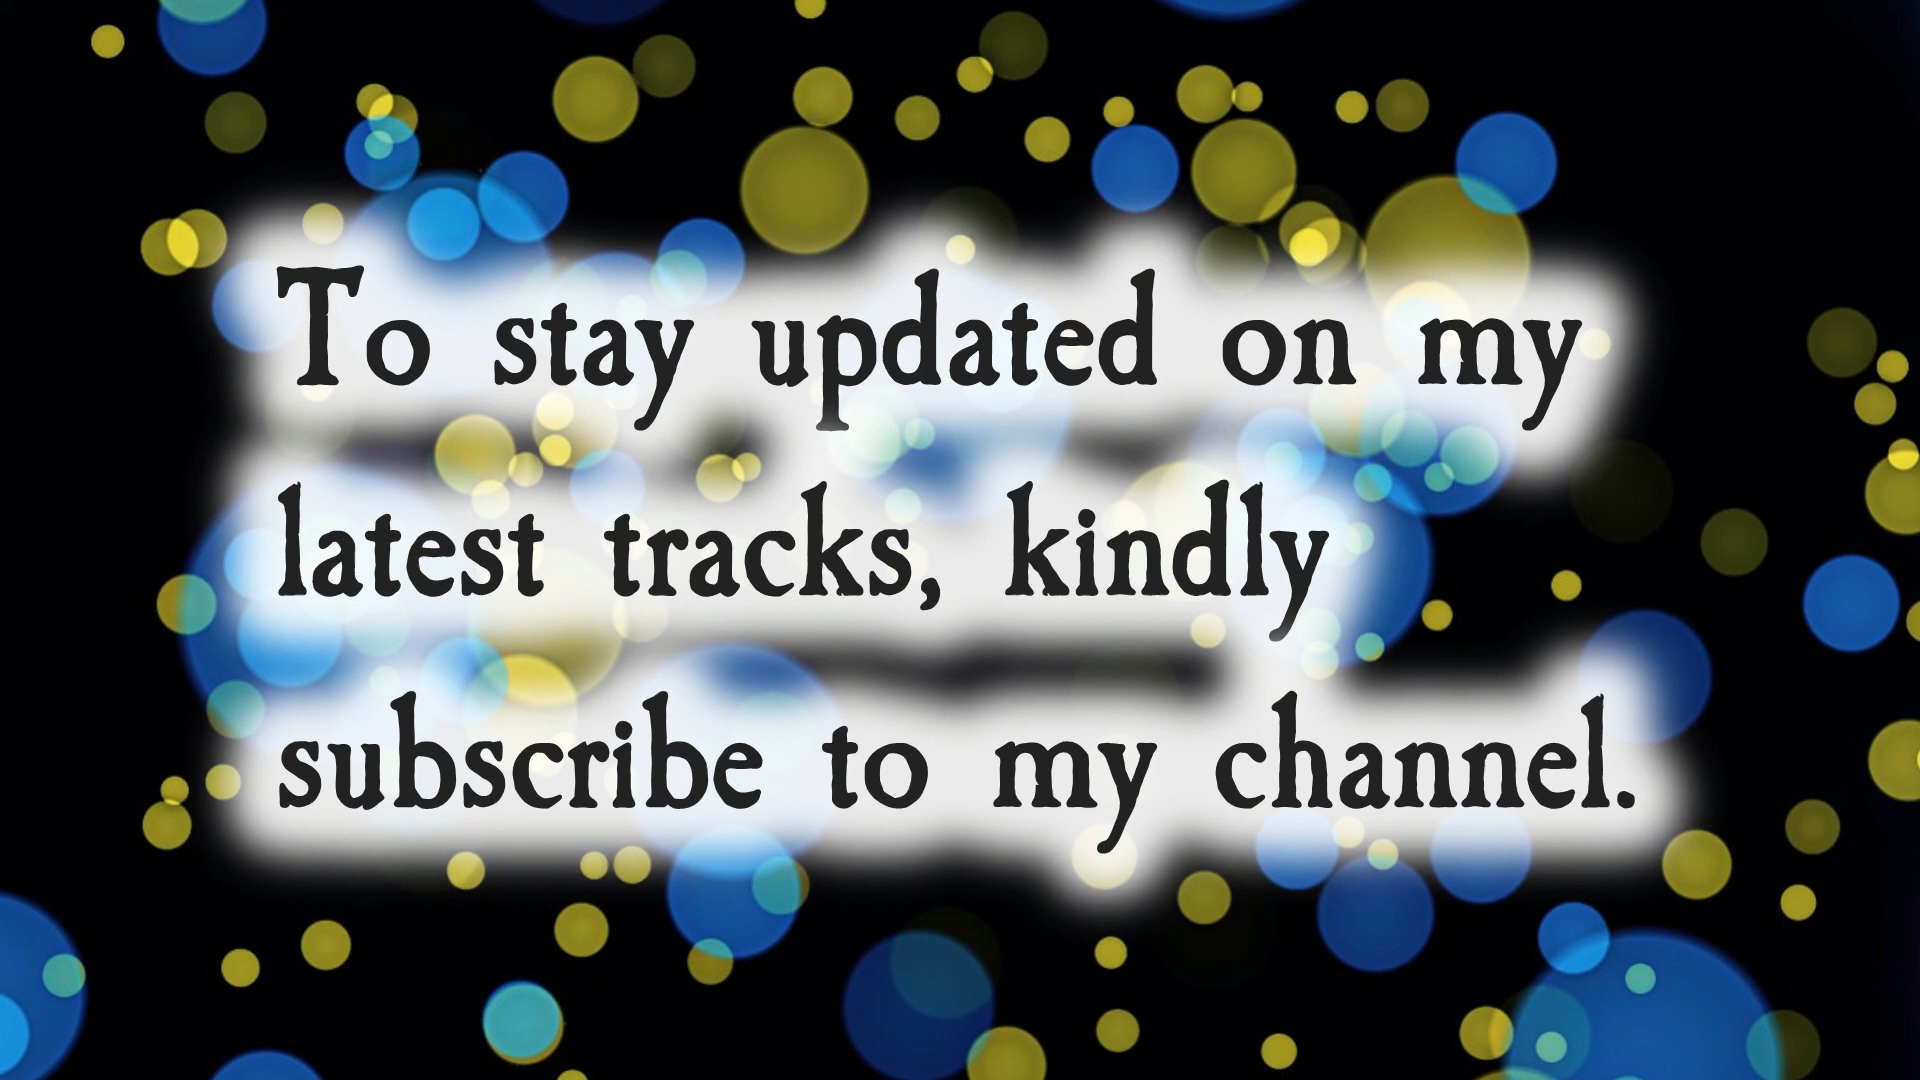 To stay updated on my
latest tracks, kindly
subscribe to my channel.